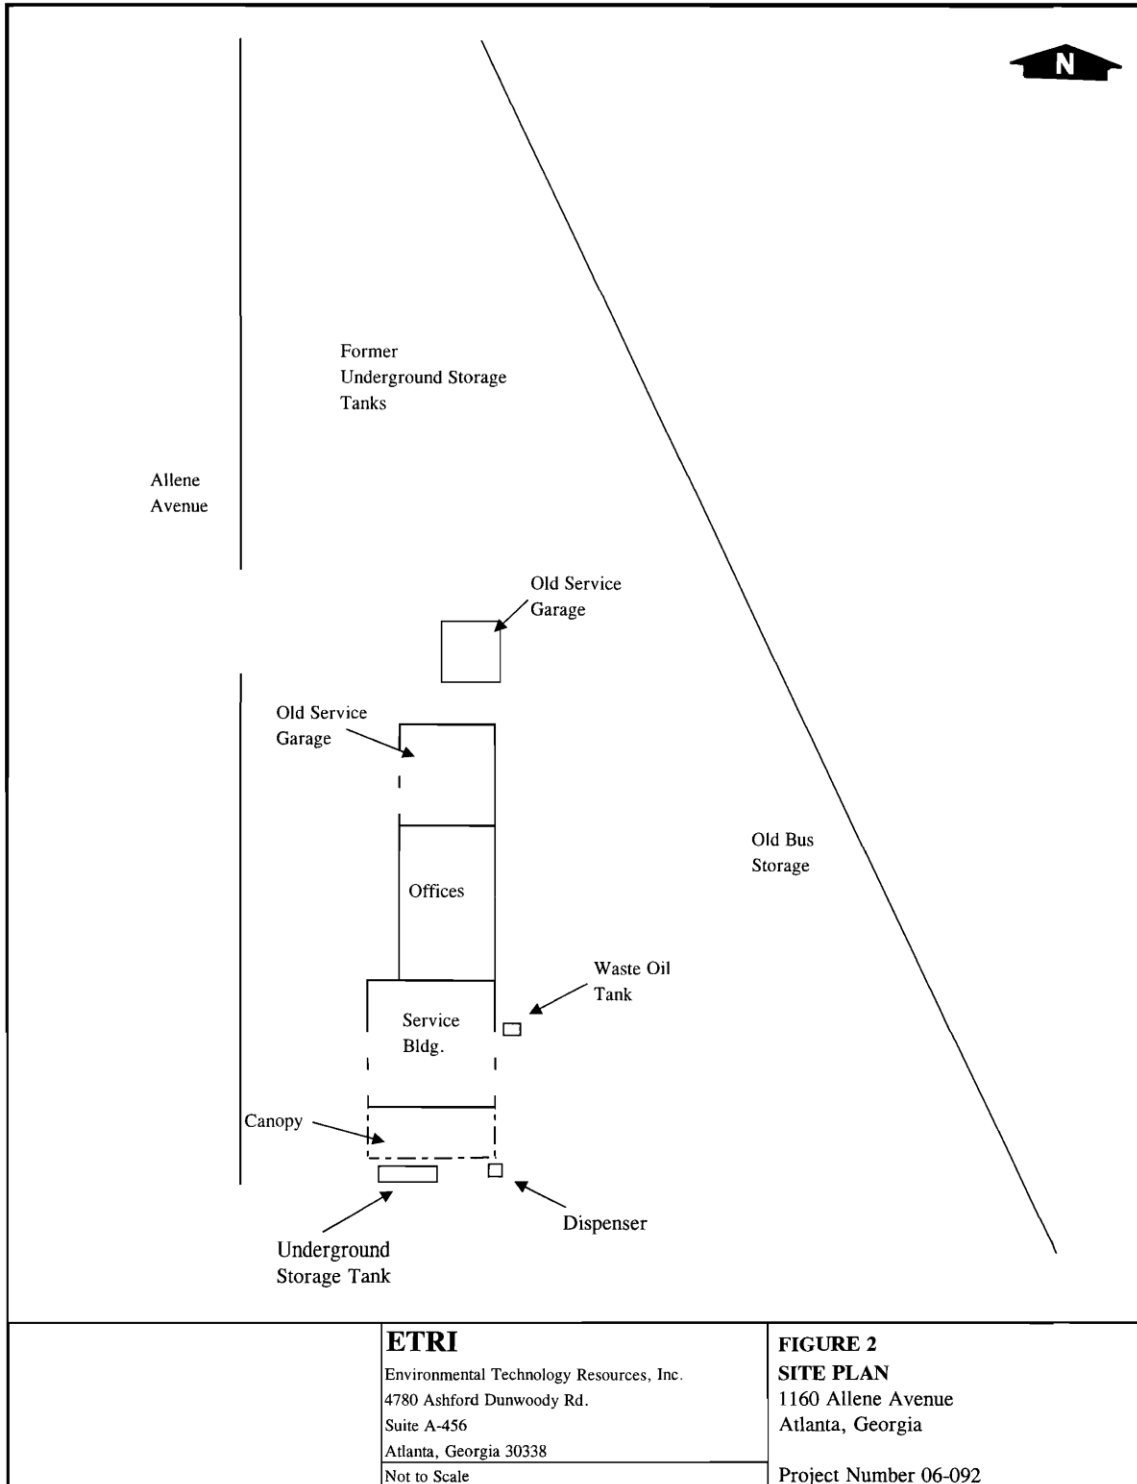 N
Former
Underground Storage
Tanks
Allene
Avenue
Old Service
Garage
Old Service
Garage
Old Bus
Storage
Offices
Waste Oil
Tank
Service
Bldg.
Canopy
Dispenser
Underground
Storage Tank
ETRI
Environmental Technology Resources, Inc.
4780 Ashford Dunwoody Rd.
Suite A-456
Atlanta, Georgia 30338
Not to Scale
FIGURE 2
SITE PLAN
1160 Allene Avenue
Atlanta, Georgia
Project Number 06-092